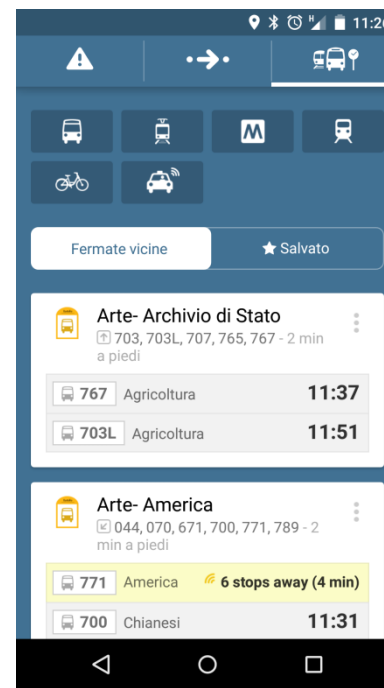 11:26
M
Fermate vicine
★ Salvato
Arte- Archivio di Stato
703, 703L, 707, 765, 767 - 2 min
a piedi
767 Agricoltura 11:37
703L Agricoltura 11:51
Arte- America
044, 070, 671, 700, 771, 789 - 2
min a piedi
771 America 6 stops away (4 min)
700 Chianesi 11:31